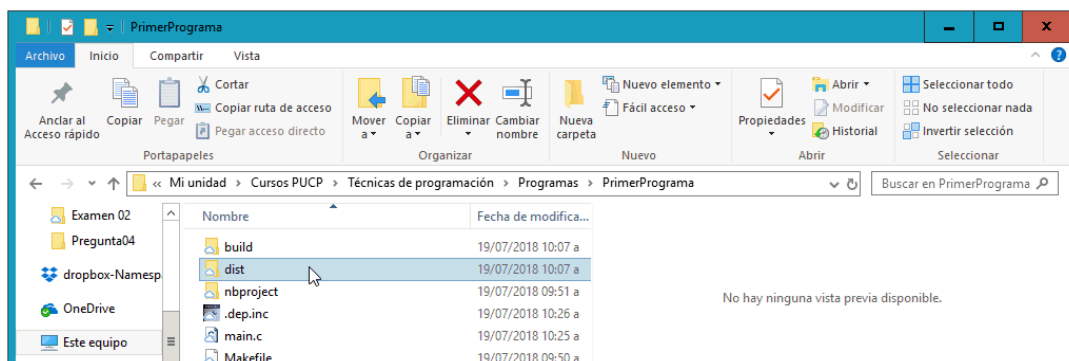 PrimerPrograma
Archivo Inicio Compartir Vista
Anclar al Acceso rápido
Copiar
Pegar
Cortar
Copiar ruta de acceso
Pegar acceso directo
Portapapeles
Mover a
Copiar a
Eliminar
Cambiar nombre
Organizar
Nueva carpeta
Nuevo elemento
Fácil acceso
Nuevo
Propiedades
Abrir
Modificar
Historial
Abrir
Seleccionar todo
No seleccionar nada
Invertir selección
Seleccionar
« Mi unidad > Cursos PUCP > Técnicas de programación > Programas > PrimerPrograma
Buscar en PrimerPrograma
Examen 02
Pregunta04
dropbox-Namesp
OneDrive
Este equipo
Nombre Fecha de modifica...
build 19/07/2018 10:07 a
dist 19/07/2018 10:07 a
nbproject 19/07/2018 09:51 a
.dep.inc 19/07/2018 10:26 a
main.c 19/07/2018 10:25 a
Makefile 19/07/2018 09:50 a
No hay ninguna vista previa disponible.